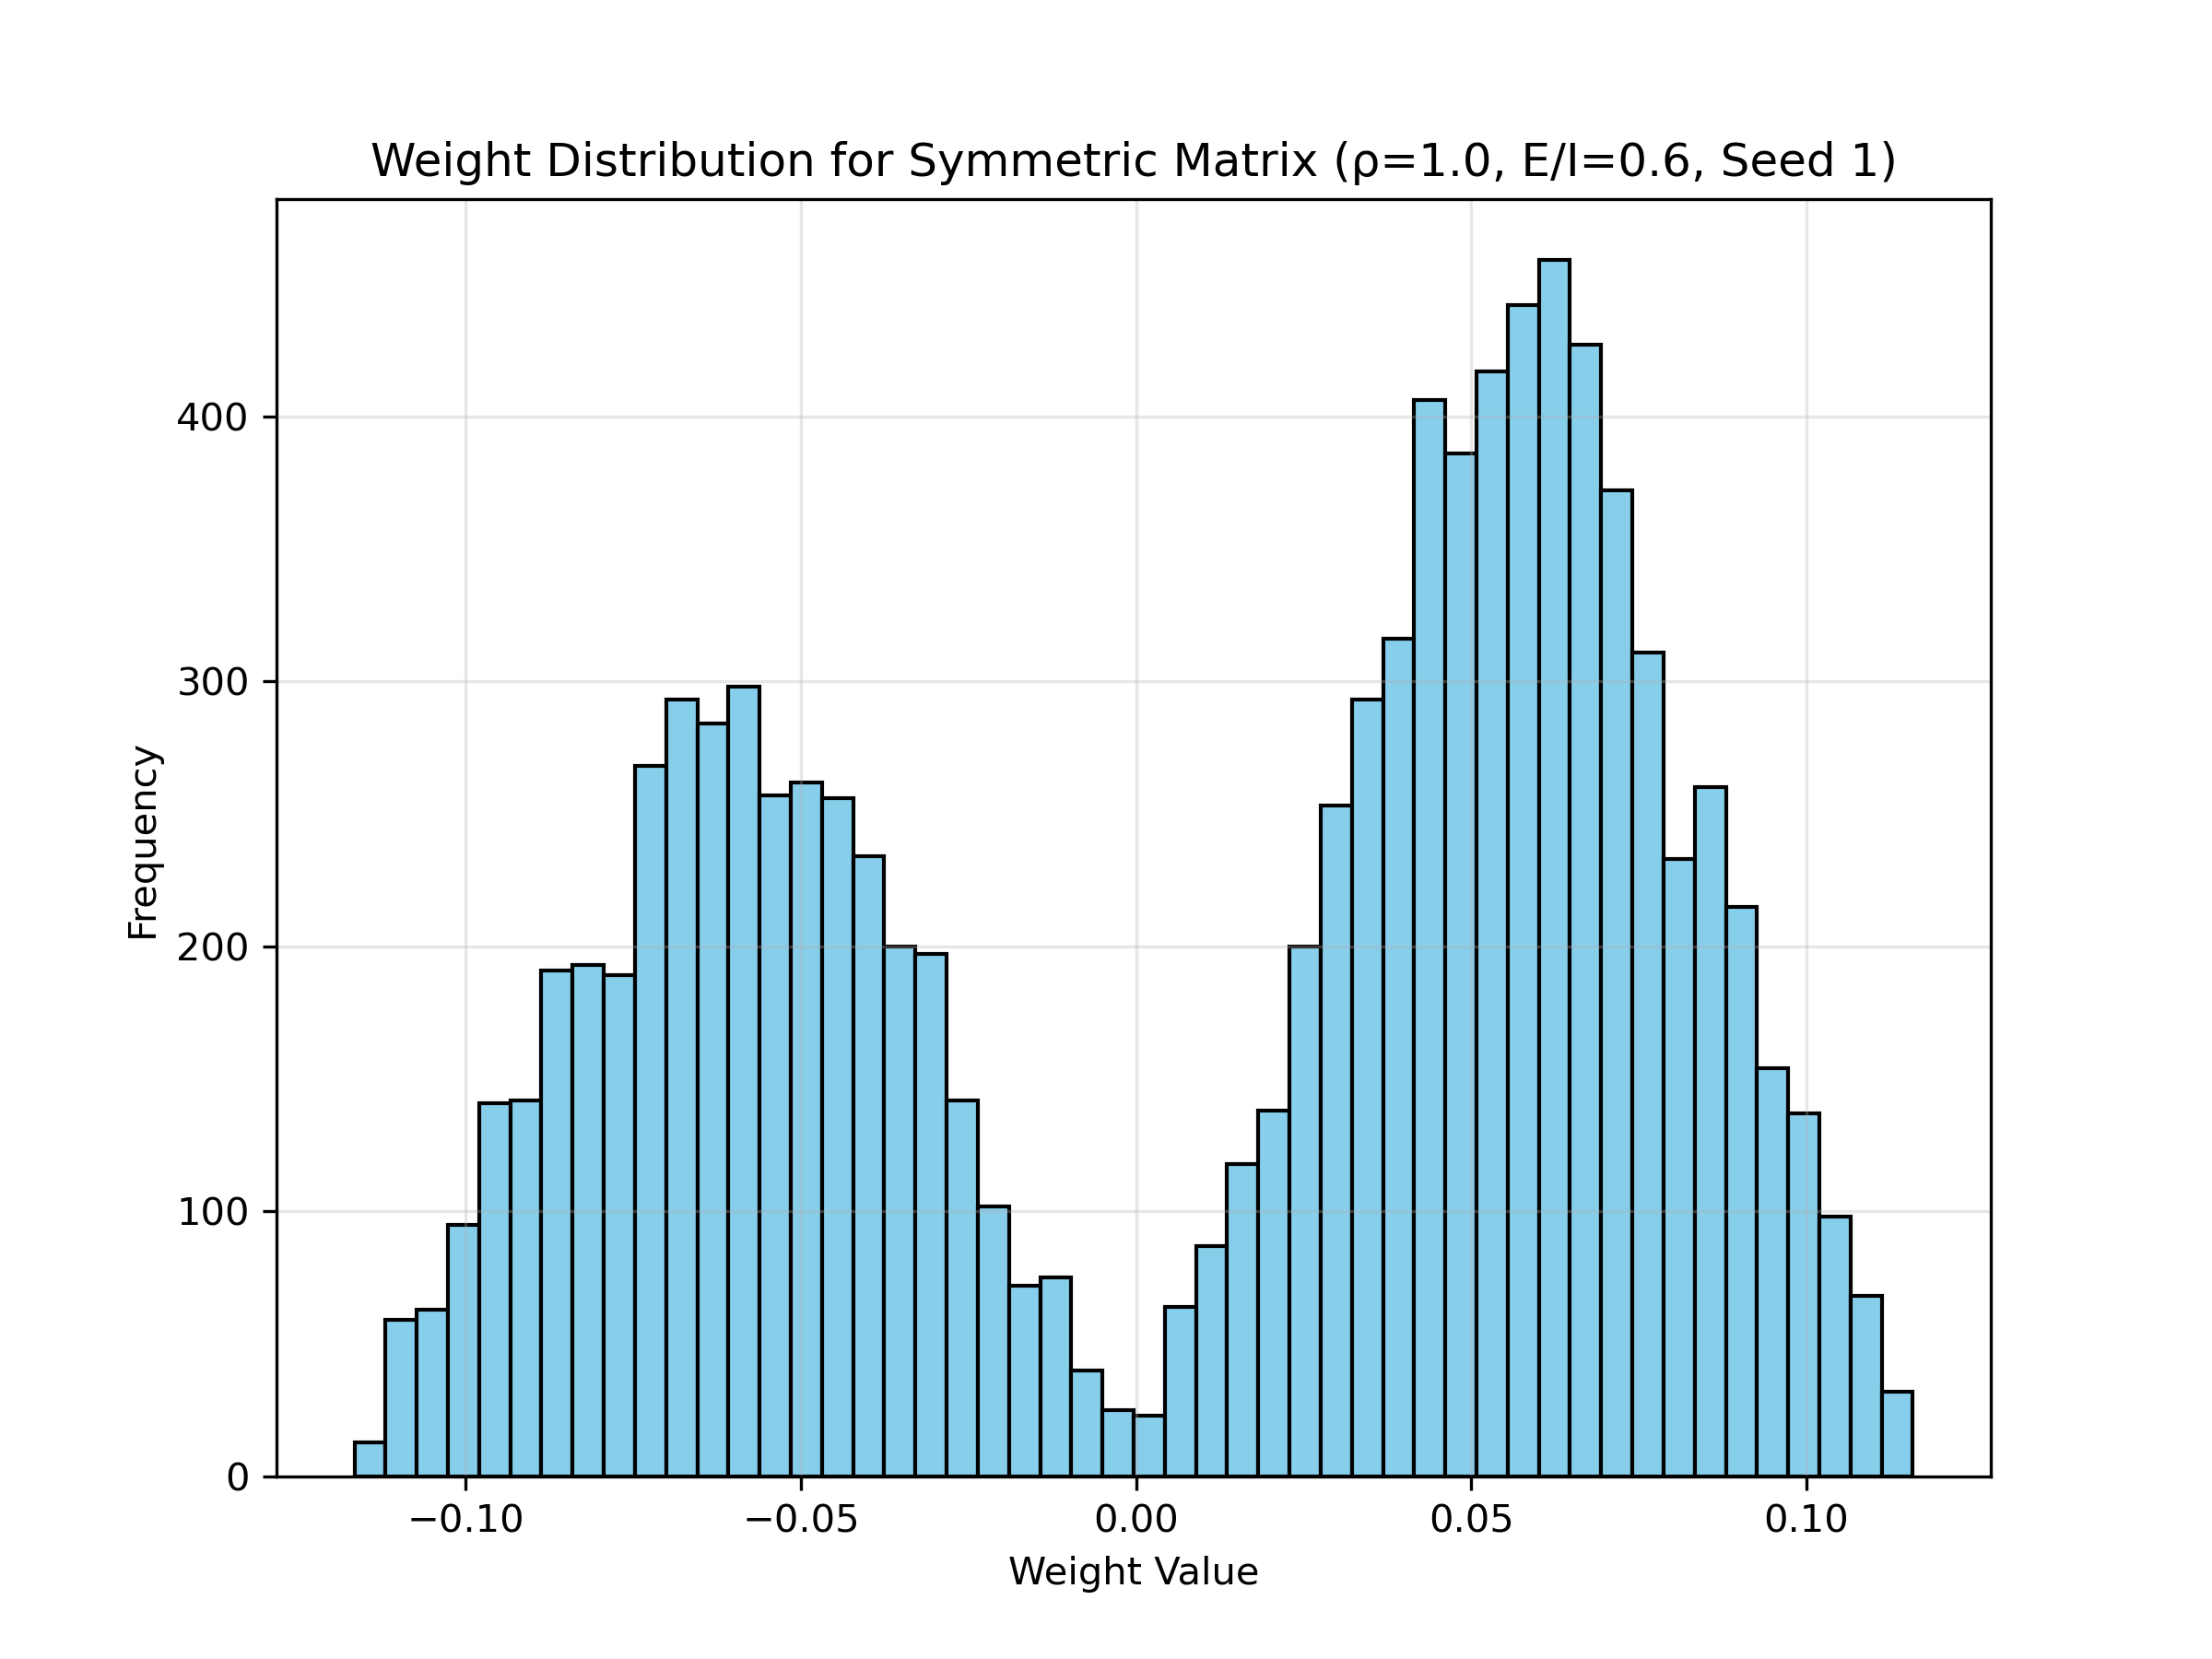 Weight Distribution for Symmetric Matrix (ρ=1.0, E/I=0.6, Seed 1)
Frequency
400
300
200
100
0
−0.10 −0.05 0.00 0.05 0.10
Weight Value